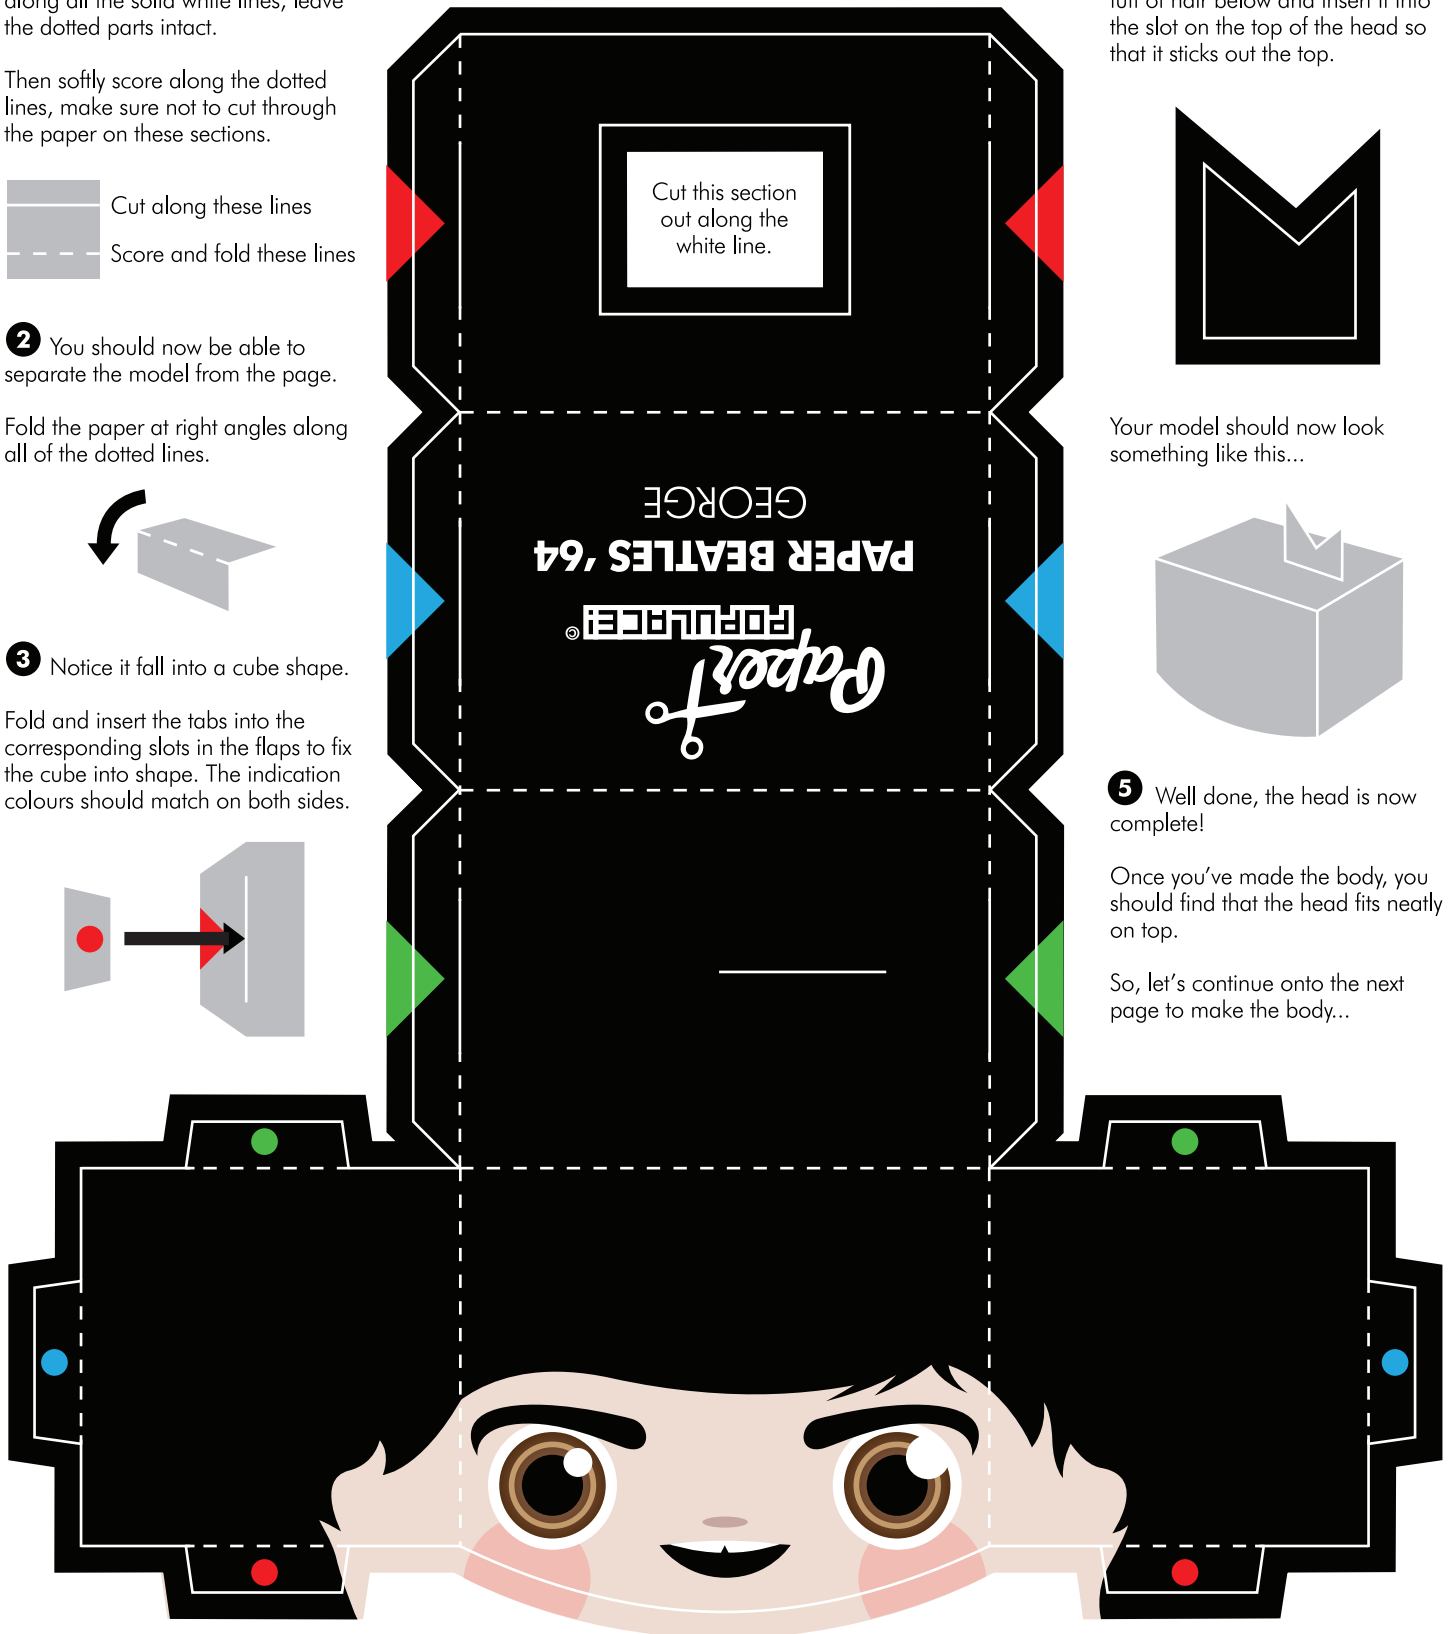 along all the solid white lines, leave
the dotted parts intact.
Then softly score along the dotted
lines, make sure not to cut through
the paper on these sections.
Cut along these lines
Score and fold these lines
2 You should now be able to
separate the model from the page.
Fold the paper at right angles along
all of the dotted lines.
3 Notice it fall into a cube shape.
Fold and insert the tabs into the
corresponding slots in the flaps to fix
the cube into shape. The indication
colours should match on both sides.
Cut this section
out along the
white line.
Paper
POPULACE!©
PAPER BEATLES '64
GEORGE
tuft of hair below and insert it into
the slot on the top of the head so
that it sticks out the top.
Your model should now look
something like this...
5 Well done, the head is now
complete!
Once you've made the body, you
should find that the head fits neatly
on top.
So, let's continue onto the next
page to make the body...